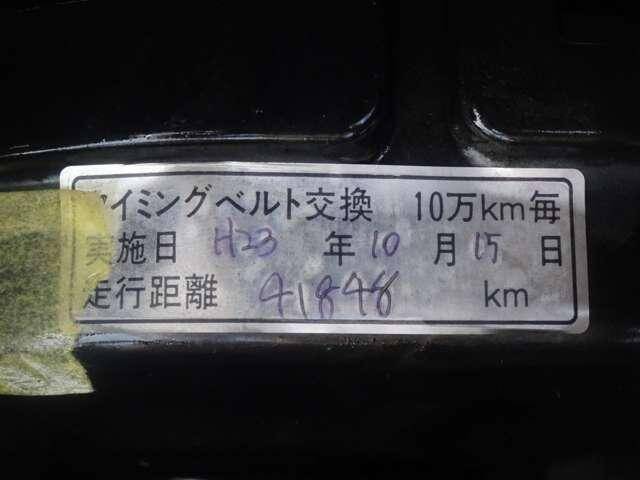 タイミングベルト交換 10万km毎
実施日 H23 年 10 月 15 日
走行距離 41848 km